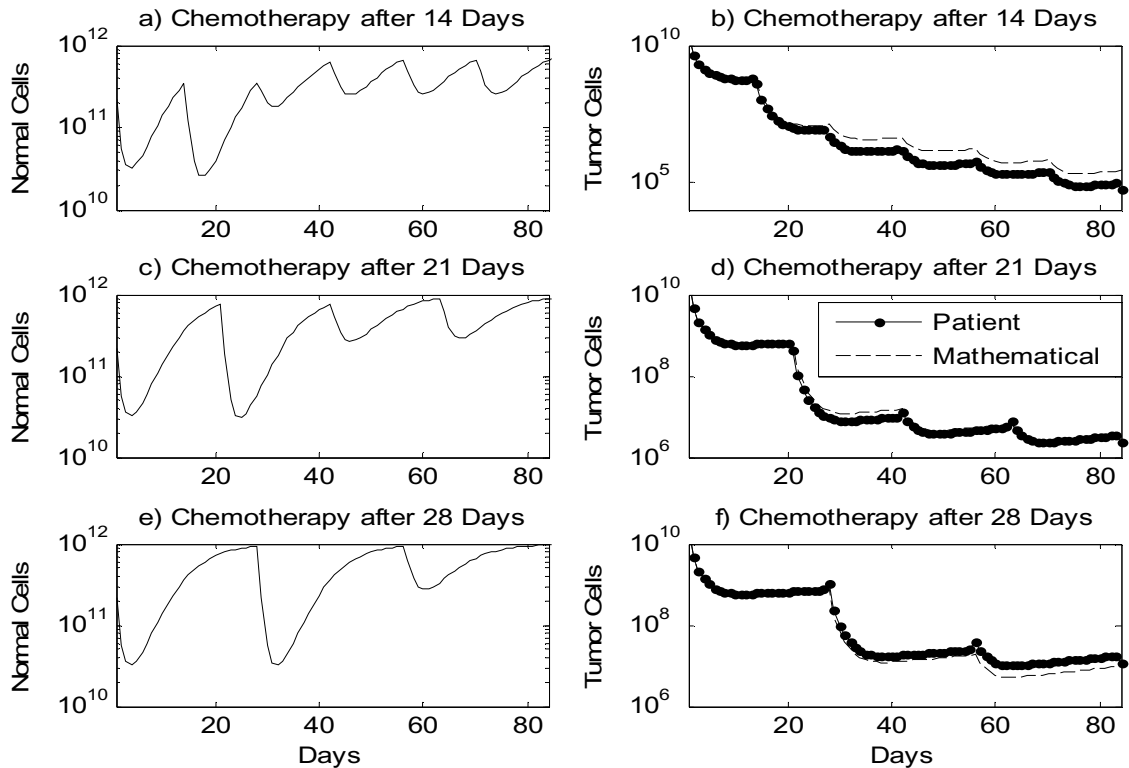 a) Chemotherapy after 14 Days
Normal Cells
10^12
10^11
10^10
20 40 60 80
b) Chemotherapy after 14 Days
Tumor Cells
10^10
10^5
20 40 60 80
c) Chemotherapy after 21 Days
Normal Cells
10^12
10^11
10^10
20 40 60 80
d) Chemotherapy after 21 Days
Tumor Cells
10^10
10^8
10^6
Patient
Mathematical
20 40 60 80
e) Chemotherapy after 28 Days
Normal Cells
10^12
10^11
10^10
20 40 60 80
Days
f) Chemotherapy after 28 Days
Tumor Cells
10^10
10^8
10^6
20 40 60 80
Days